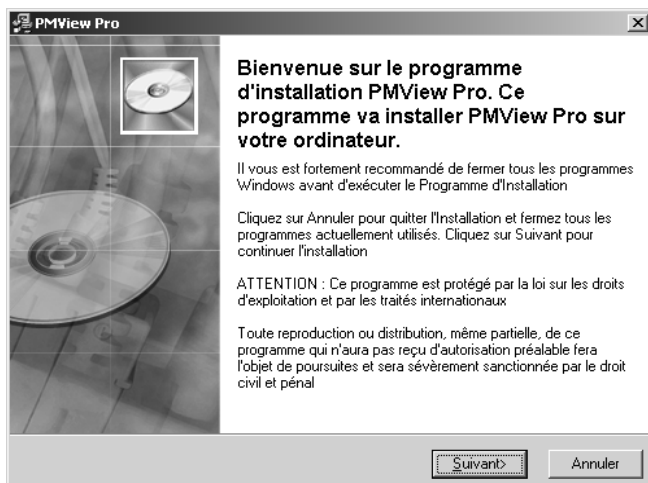 PMView Pro
Bienvenue sur le programme
d'installation PMView Pro. Ce
programme va installer PMView Pro sur
votre ordinateur.
Il vous est fortement recommandé de fermer tous les programmes
Windows avant d'exécuter le Programme d'Installation
Cliquez sur Annuler pour quitter l'Installation et fermez tous les
programmes actuellement utilisés. Cliquez sur Suivant pour
continuer l'installation
ATTENTION : Ce programme est protégé par la loi sur les droits
d'exploitation et par les traités internationaux
Toute reproduction ou distribution, même partielle, de ce
programme qui n'aura pas reçu d'autorisation préalable fera
l'objet de poursuites et sera sévèrement sanctionnée par le droit
civil et pénal
Suivant> Annuler